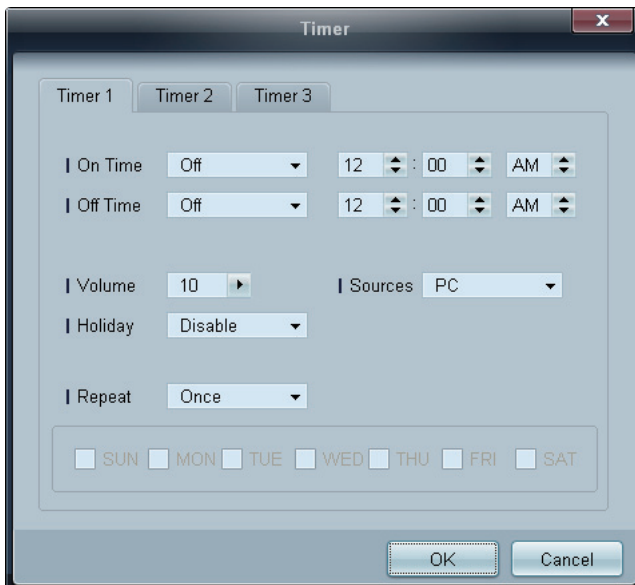 Timer
Timer 1 Timer 2 Timer 3
On Time Off 12 : 00 AM
Off Time Off 12 : 00 AM
Volume 10 Sources PC
Holiday Disable
Repeat Once
SUN MON TUE WED THU FRI SAT
OK Cancel